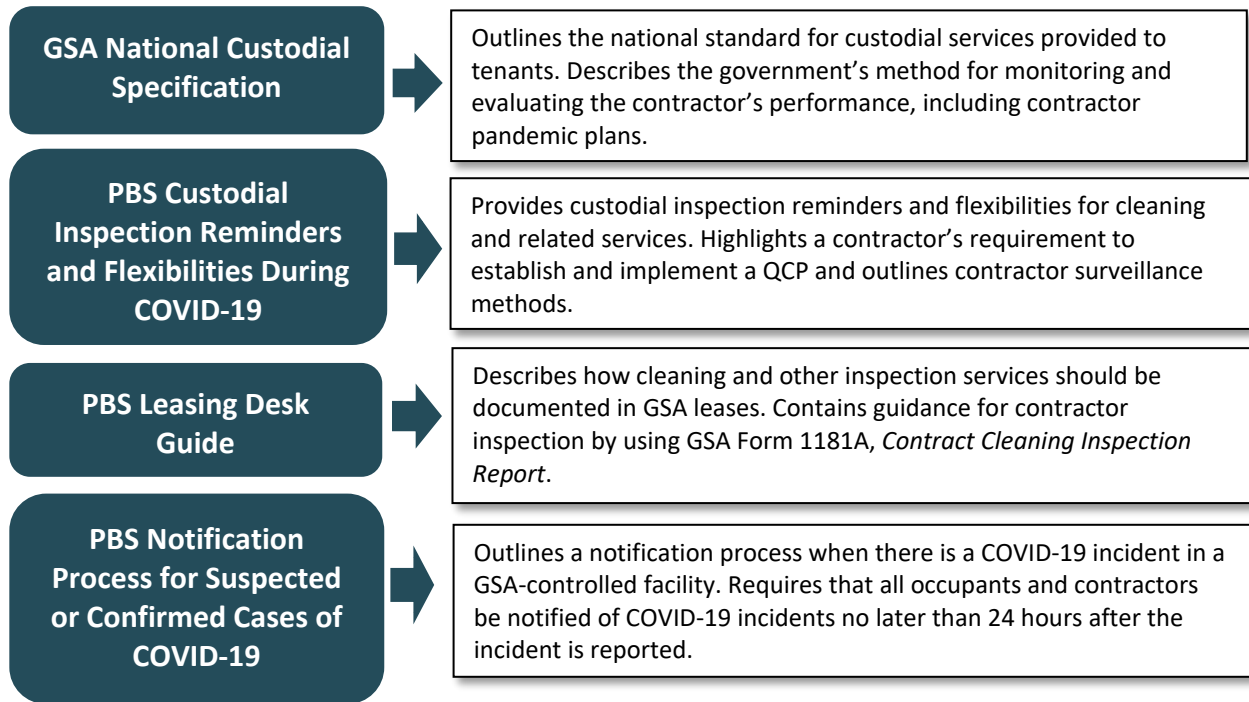 GSA National Custodial
Specification
Outlines the national standard for custodial services provided to
tenants. Describes the government’s method for monitoring and
evaluating the contractor’s performance, including contractor
pandemic plans.
PBS Custodial
Inspection Reminders
and Flexibilities During
COVID-19
Provides custodial inspection reminders and flexibilities for cleaning
and related services. Highlights a contractor’s requirement to
establish and implement a QCP and outlines contractor surveillance
methods.
PBS Leasing Desk
Guide
Describes how cleaning and other inspection services should be
documented in GSA leases. Contains guidance for contractor
inspection by using GSA Form 1181A, Contract Cleaning Inspection
Report.
PBS Notification
Process for Suspected
or Confirmed Cases of
COVID-19
Outlines a notification process when there is a COVID-19 incident in a
GSA-controlled facility. Requires that all occupants and contractors
be notified of COVID-19 incidents no later than 24 hours after the
incident is reported.